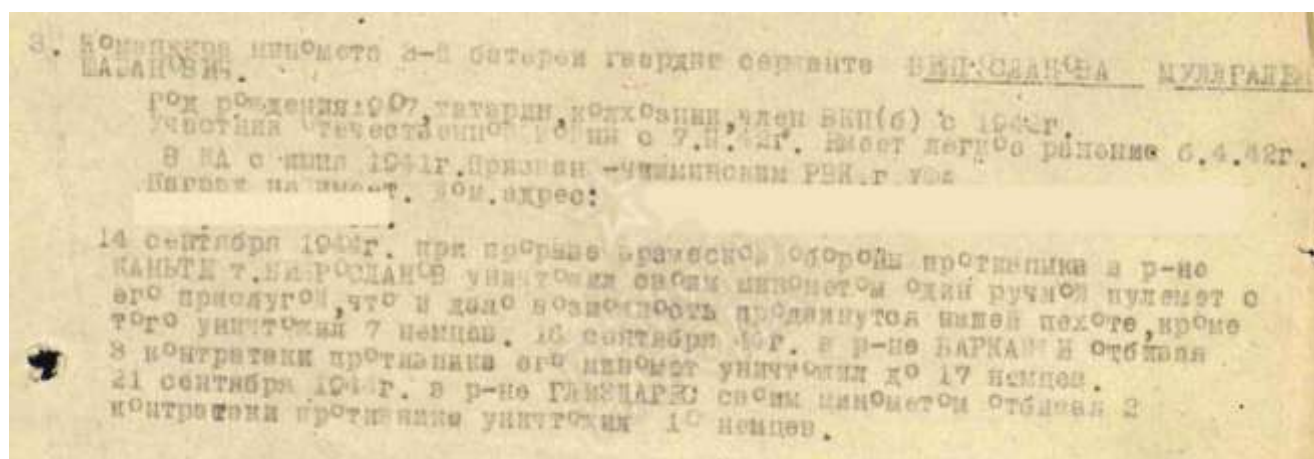 3. Командира миномета 3-й батареи гвардии сержанта
ШАЗАНОВИЧ.
Год рождения 1907, татарин, колхозник, член ВКП(б) с 1942г.
Участник Отечественной войны с 7. .42г. Имеет легкое ранение 6.4.42г.
В КА с июня 1941г. Призван -Чишминским РВК. г. Уфа
Наград не имеет. Дом. адрес:
14 сентября 1944г. при прорыве вражеской обороны противника в р-не
КАНЬТИ т. уничтожил своим минометом один ручной пулемет с
его прислугой, что и дало возможность продвинутся нашей пехоте, кроме
того уничтожил 7 немцев. 16 сентября 44г. в р-не отбивая
3 контратаки противника его миномет уничтожил до 17 немцев.
21 сентября 1944г. в р-не своим минометом отбивая 2
контратаки противника уничтожил 10 немцев.